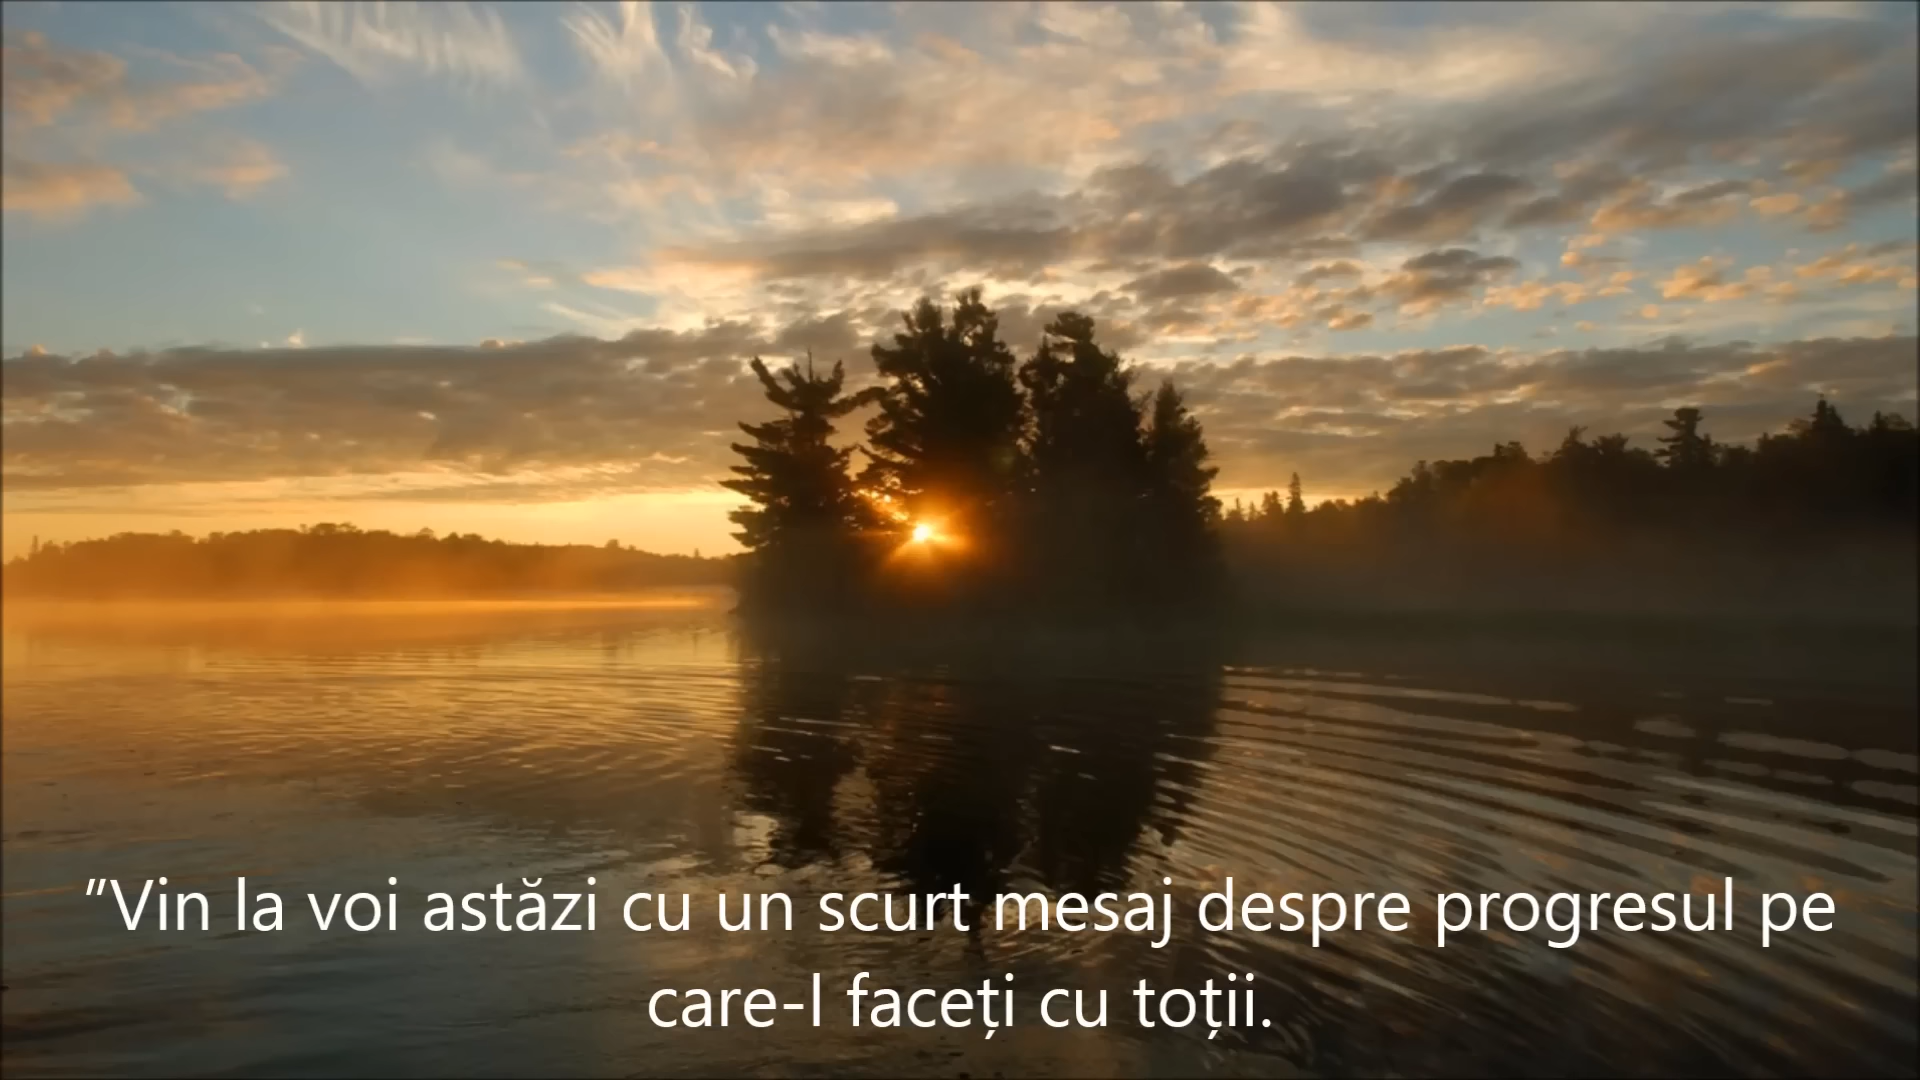 ”Vin la voi astăzi cu un scurt mesaj despre progresul pe
care-l faceți cu toții.